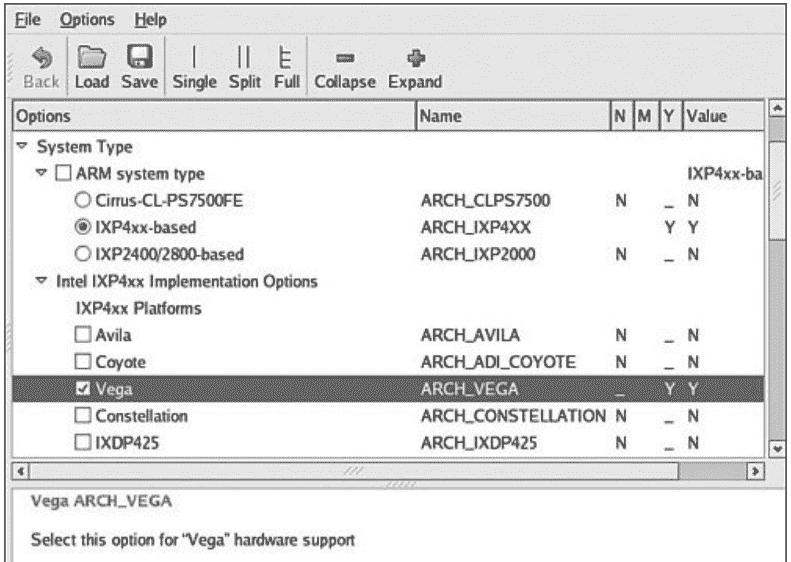 File Options Help
Back Load Save Single Split Full Collapse Expand
Options Name N M Y Value
System Type
ARM system type IXP4xx-ba
Cirrus-CL-PS7500FE ARCH_CLPS7500 N _ N
IXP4xx-based ARCH_IXP4XX Y Y
IXP2400/2800-based ARCH_IXP2000 N _ N
Intel IXP4xx Implementation Options
IXP4xx Platforms
Avila ARCH_AVILA N _ N
Coyote ARCH_ADI_COYOTE N _ N
Vega ARCH_VEGA _ Y Y
Constellation ARCH_CONSTELLATION N _ N
IXDP425 ARCH_IXDP425 N _ N
Vega ARCH_VEGA
Select this option for “Vega” hardware support